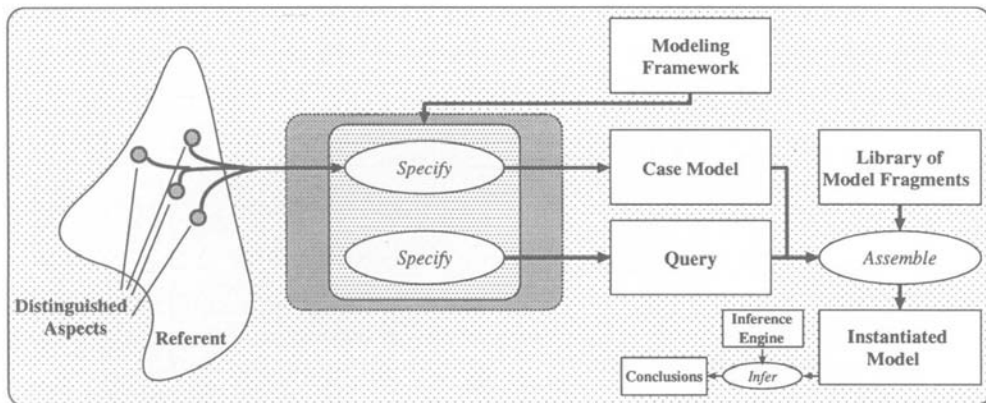 Modeling
Framework
Specify
Case Model
Library of
Model Fragments
Specify
Query
Assemble
Distinguished
Aspects
Referent
Inference
Engine
Instantiated
Model
Conclusions
Infer